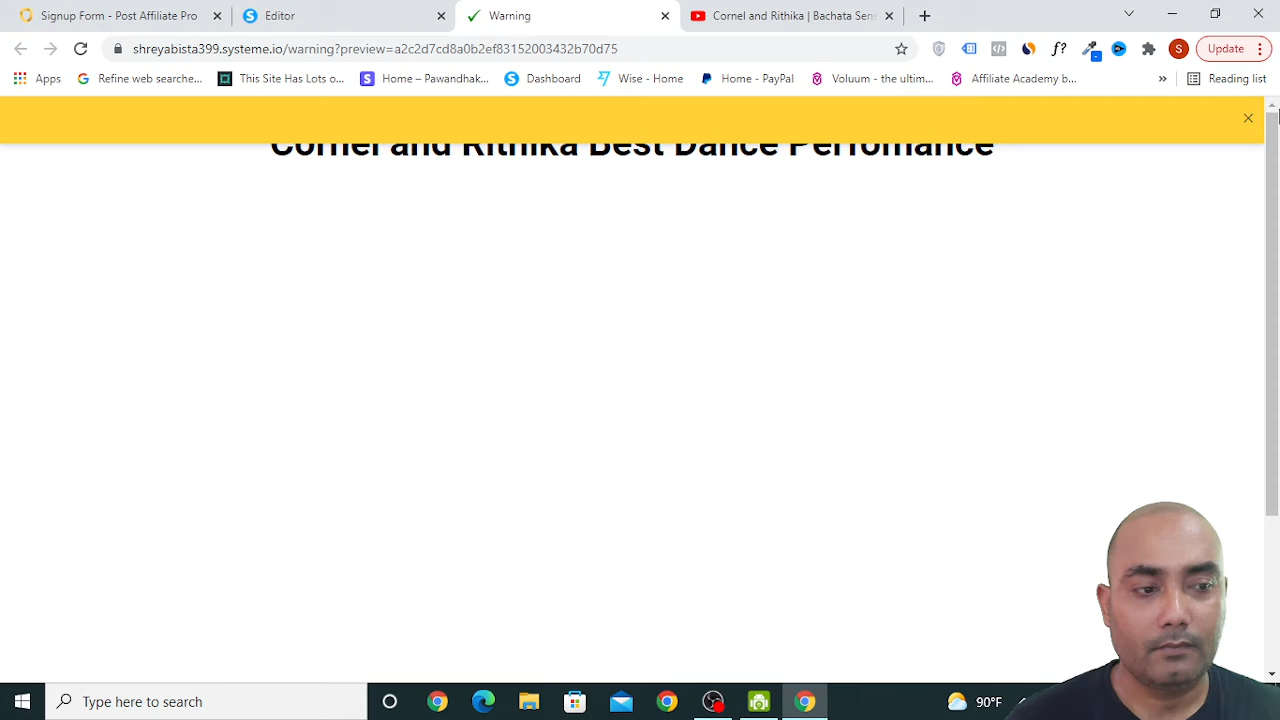 Signup Form - Post Affiliate Pro
Editor
Warning
Cornel and Rithika | Bachata Sens
shreyabista399.systeme.io/warning?preview=a2c2d7cd8a0b2ef83152003432b70d75
f?
S
Update
Apps
Refine web searche...
This Site Has Lots o...
Home – Pawandhak...
Dashboard
Wise - Home
Home - PayPal
Voluum - the ultim...
Affiliate Academy b...
»
Reading list
Cornel and Rithika Best Dance Perfomance
Type here to search
90°F